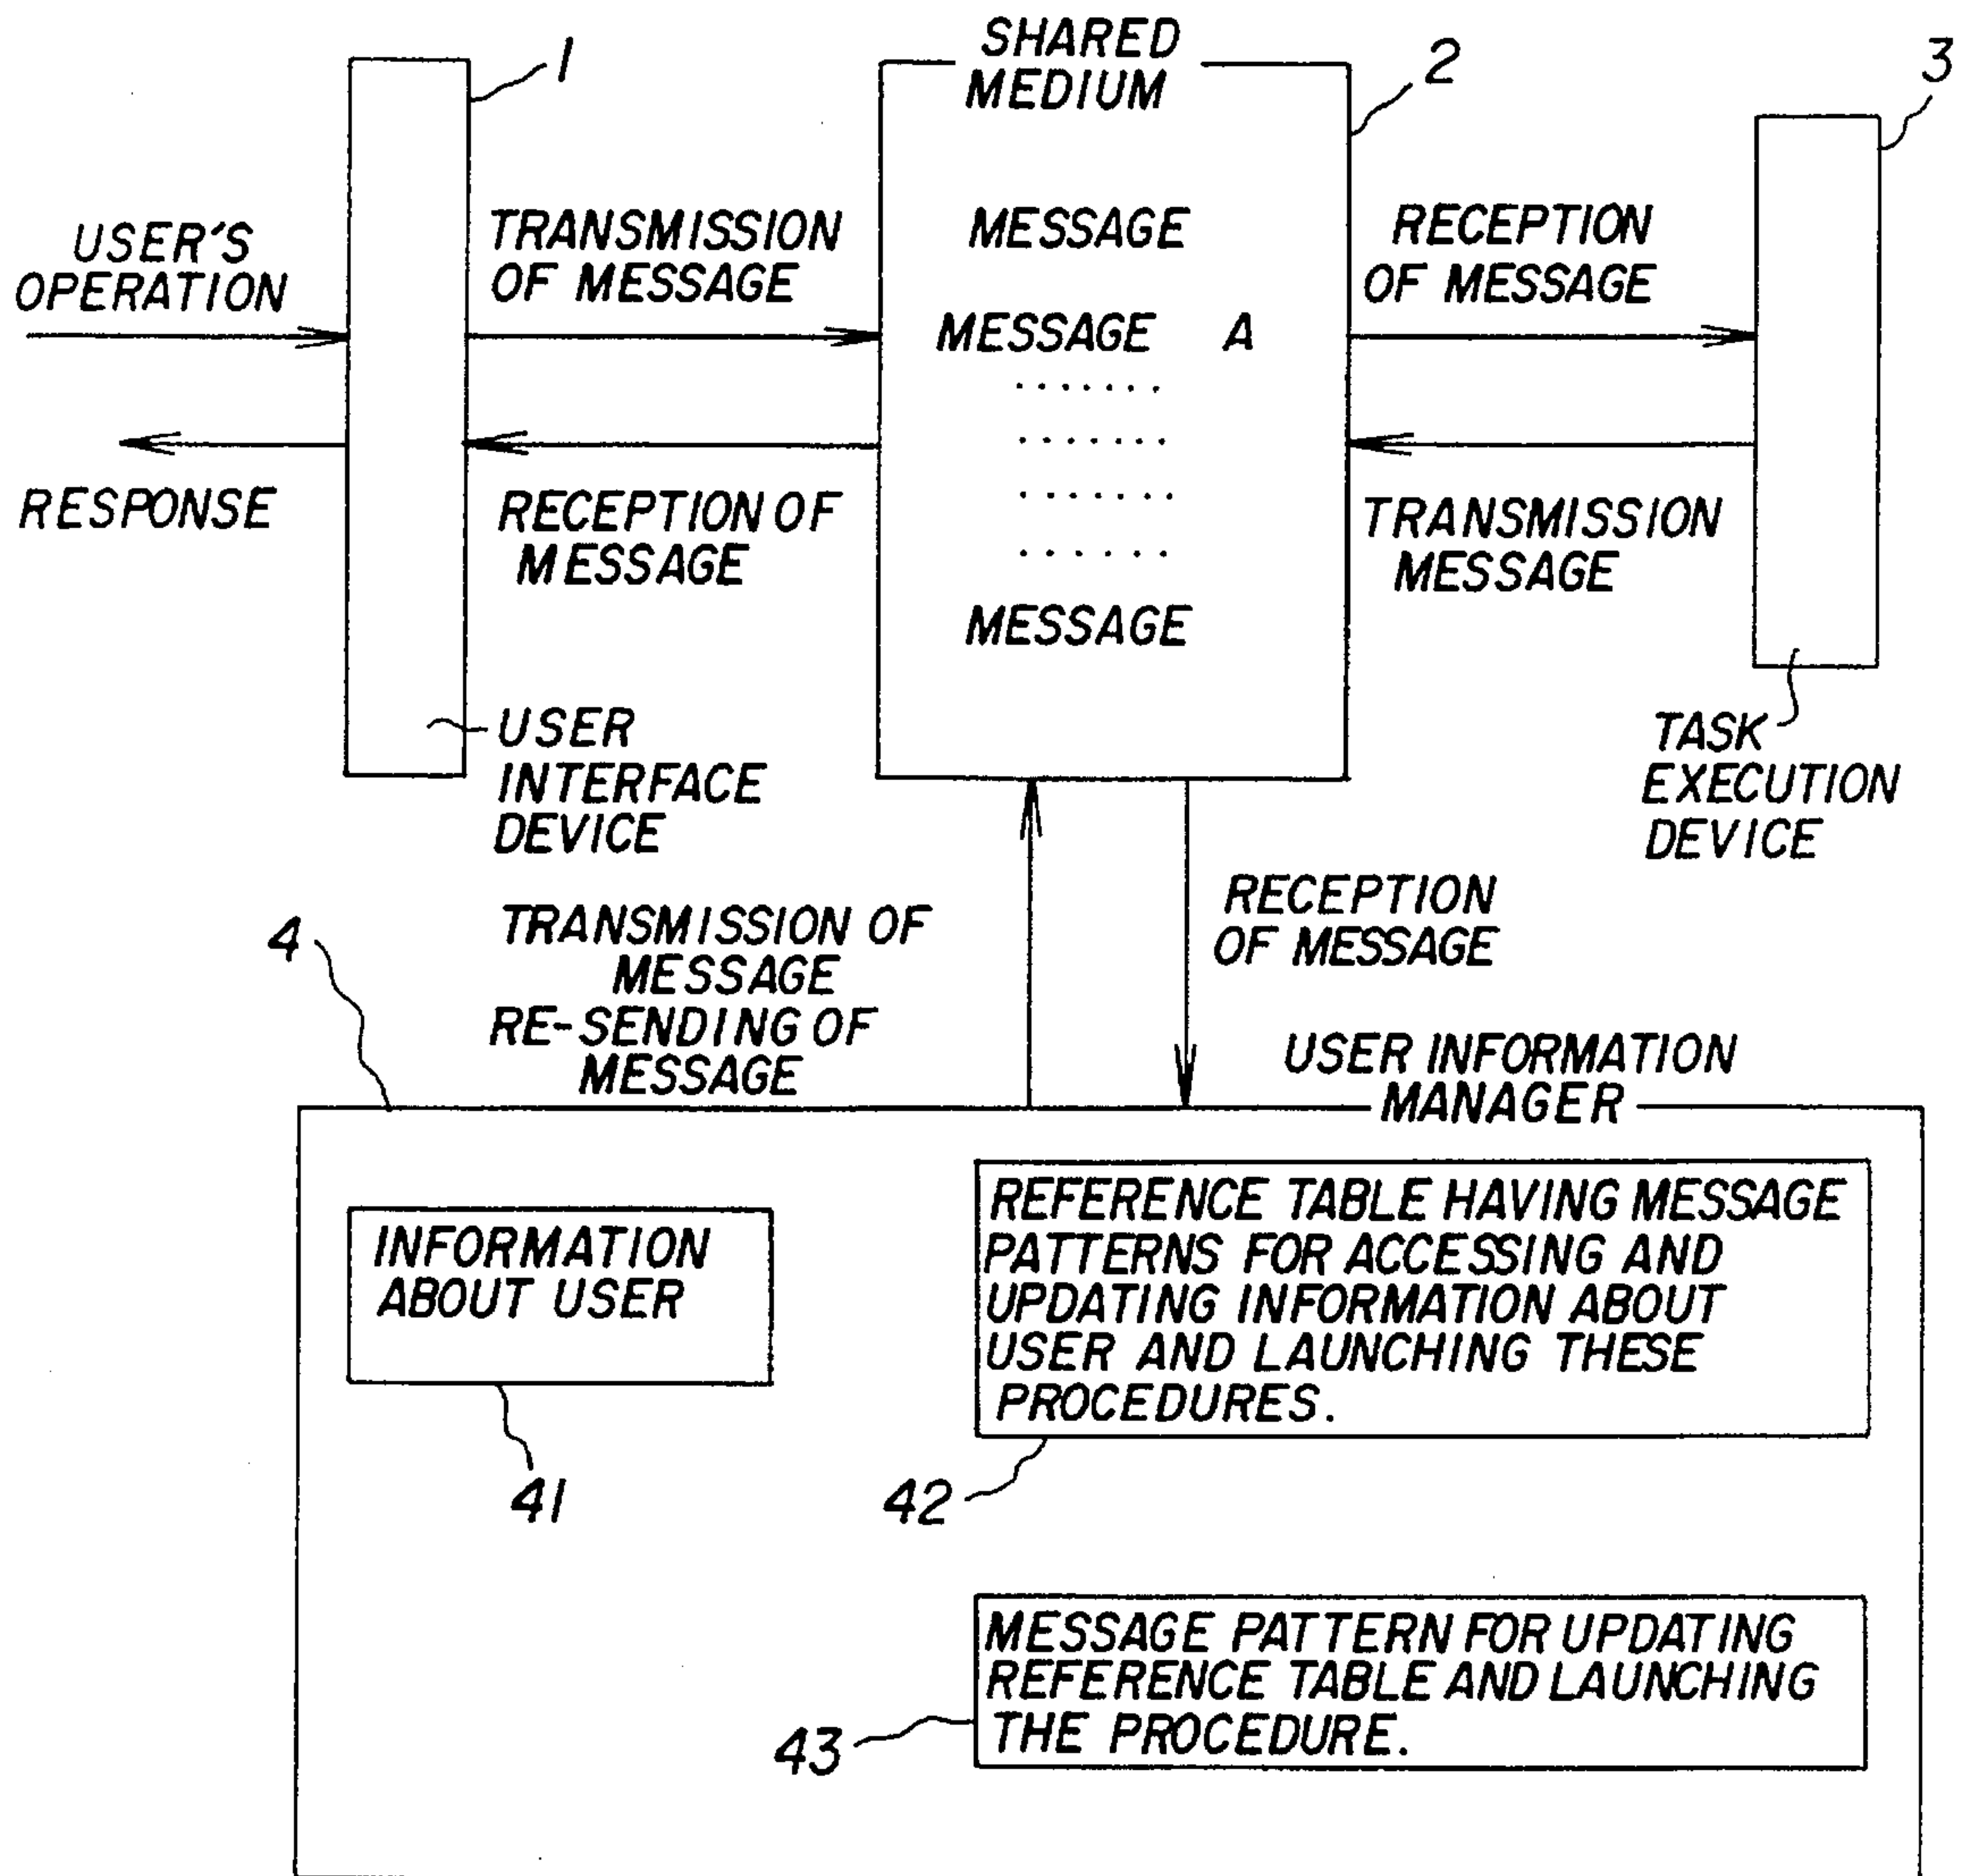 SHARED
MEDIUM
1
2
3
USER'S
OPERATION
TRANSMISSION
OF MESSAGE
MESSAGE
RECEPTION
OF MESSAGE
MESSAGE A
.......
.......
.......
.......
MESSAGE
RESPONSE
RECEPTION OF
MESSAGE
TRANSMISSION
MESSAGE
USER
INTERFACE
DEVICE
TASK
EXECUTION
DEVICE
4
TRANSMISSION OF
MESSAGE
RE-SENDING OF
MESSAGE
RECEPTION
OF MESSAGE
USER INFORMATION
MANAGER
INFORMATION
ABOUT USER
41
REFERENCE TABLE HAVING MESSAGE
PATTERNS FOR ACCESSING AND
UPDATING INFORMATION ABOUT
USER AND LAUNCHING THESE
PROCEDURES.
42
MESSAGE PATTERN FOR UPDATING
REFERENCE TABLE AND LAUNCHING
THE PROCEDURE.
43